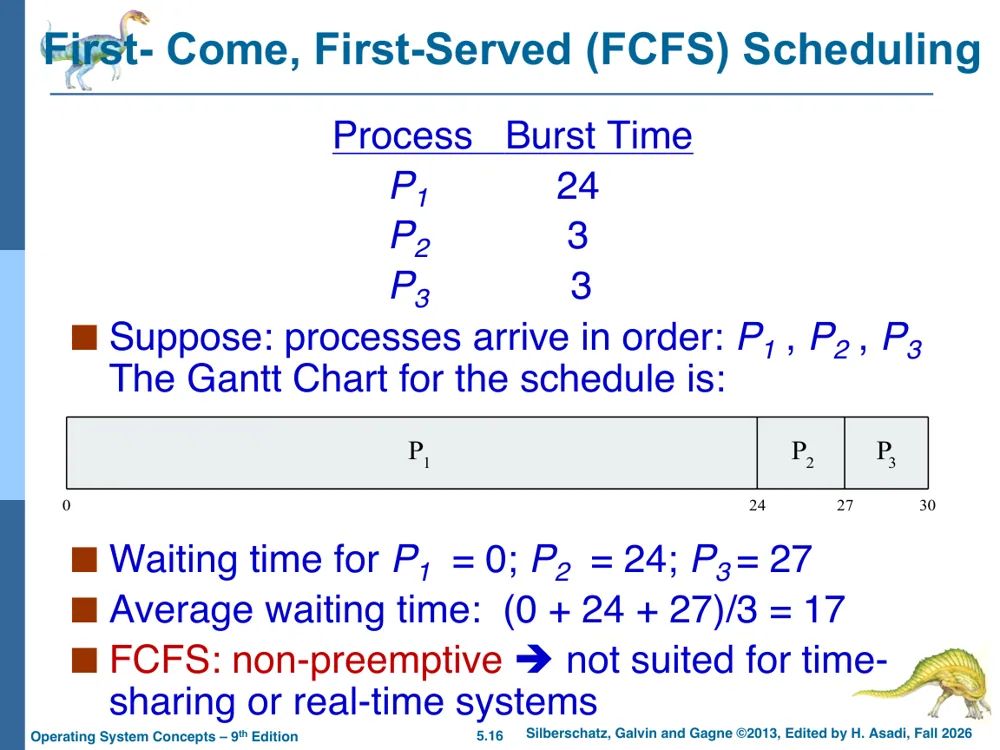 First- Come, First-Served (FCFS) Scheduling
Process Burst Time
P1 24
P2 3
P3 3
■ Suppose: processes arrive in order: P1 , P2 , P3
The Gantt Chart for the schedule is:
P1 P2 P3
0 24 27 30
■ Waiting time for P1 = 0; P2 = 24; P3 = 27
■ Average waiting time: (0 + 24 + 27)/3 = 17
■ FCFS: non-preemptive ➔ not suited for time-
sharing or real-time systems
Operating System Concepts – 9th Edition 5.16 Silberschatz, Galvin and Gagne ©2013, Edited by H. Asadi, Fall 2026